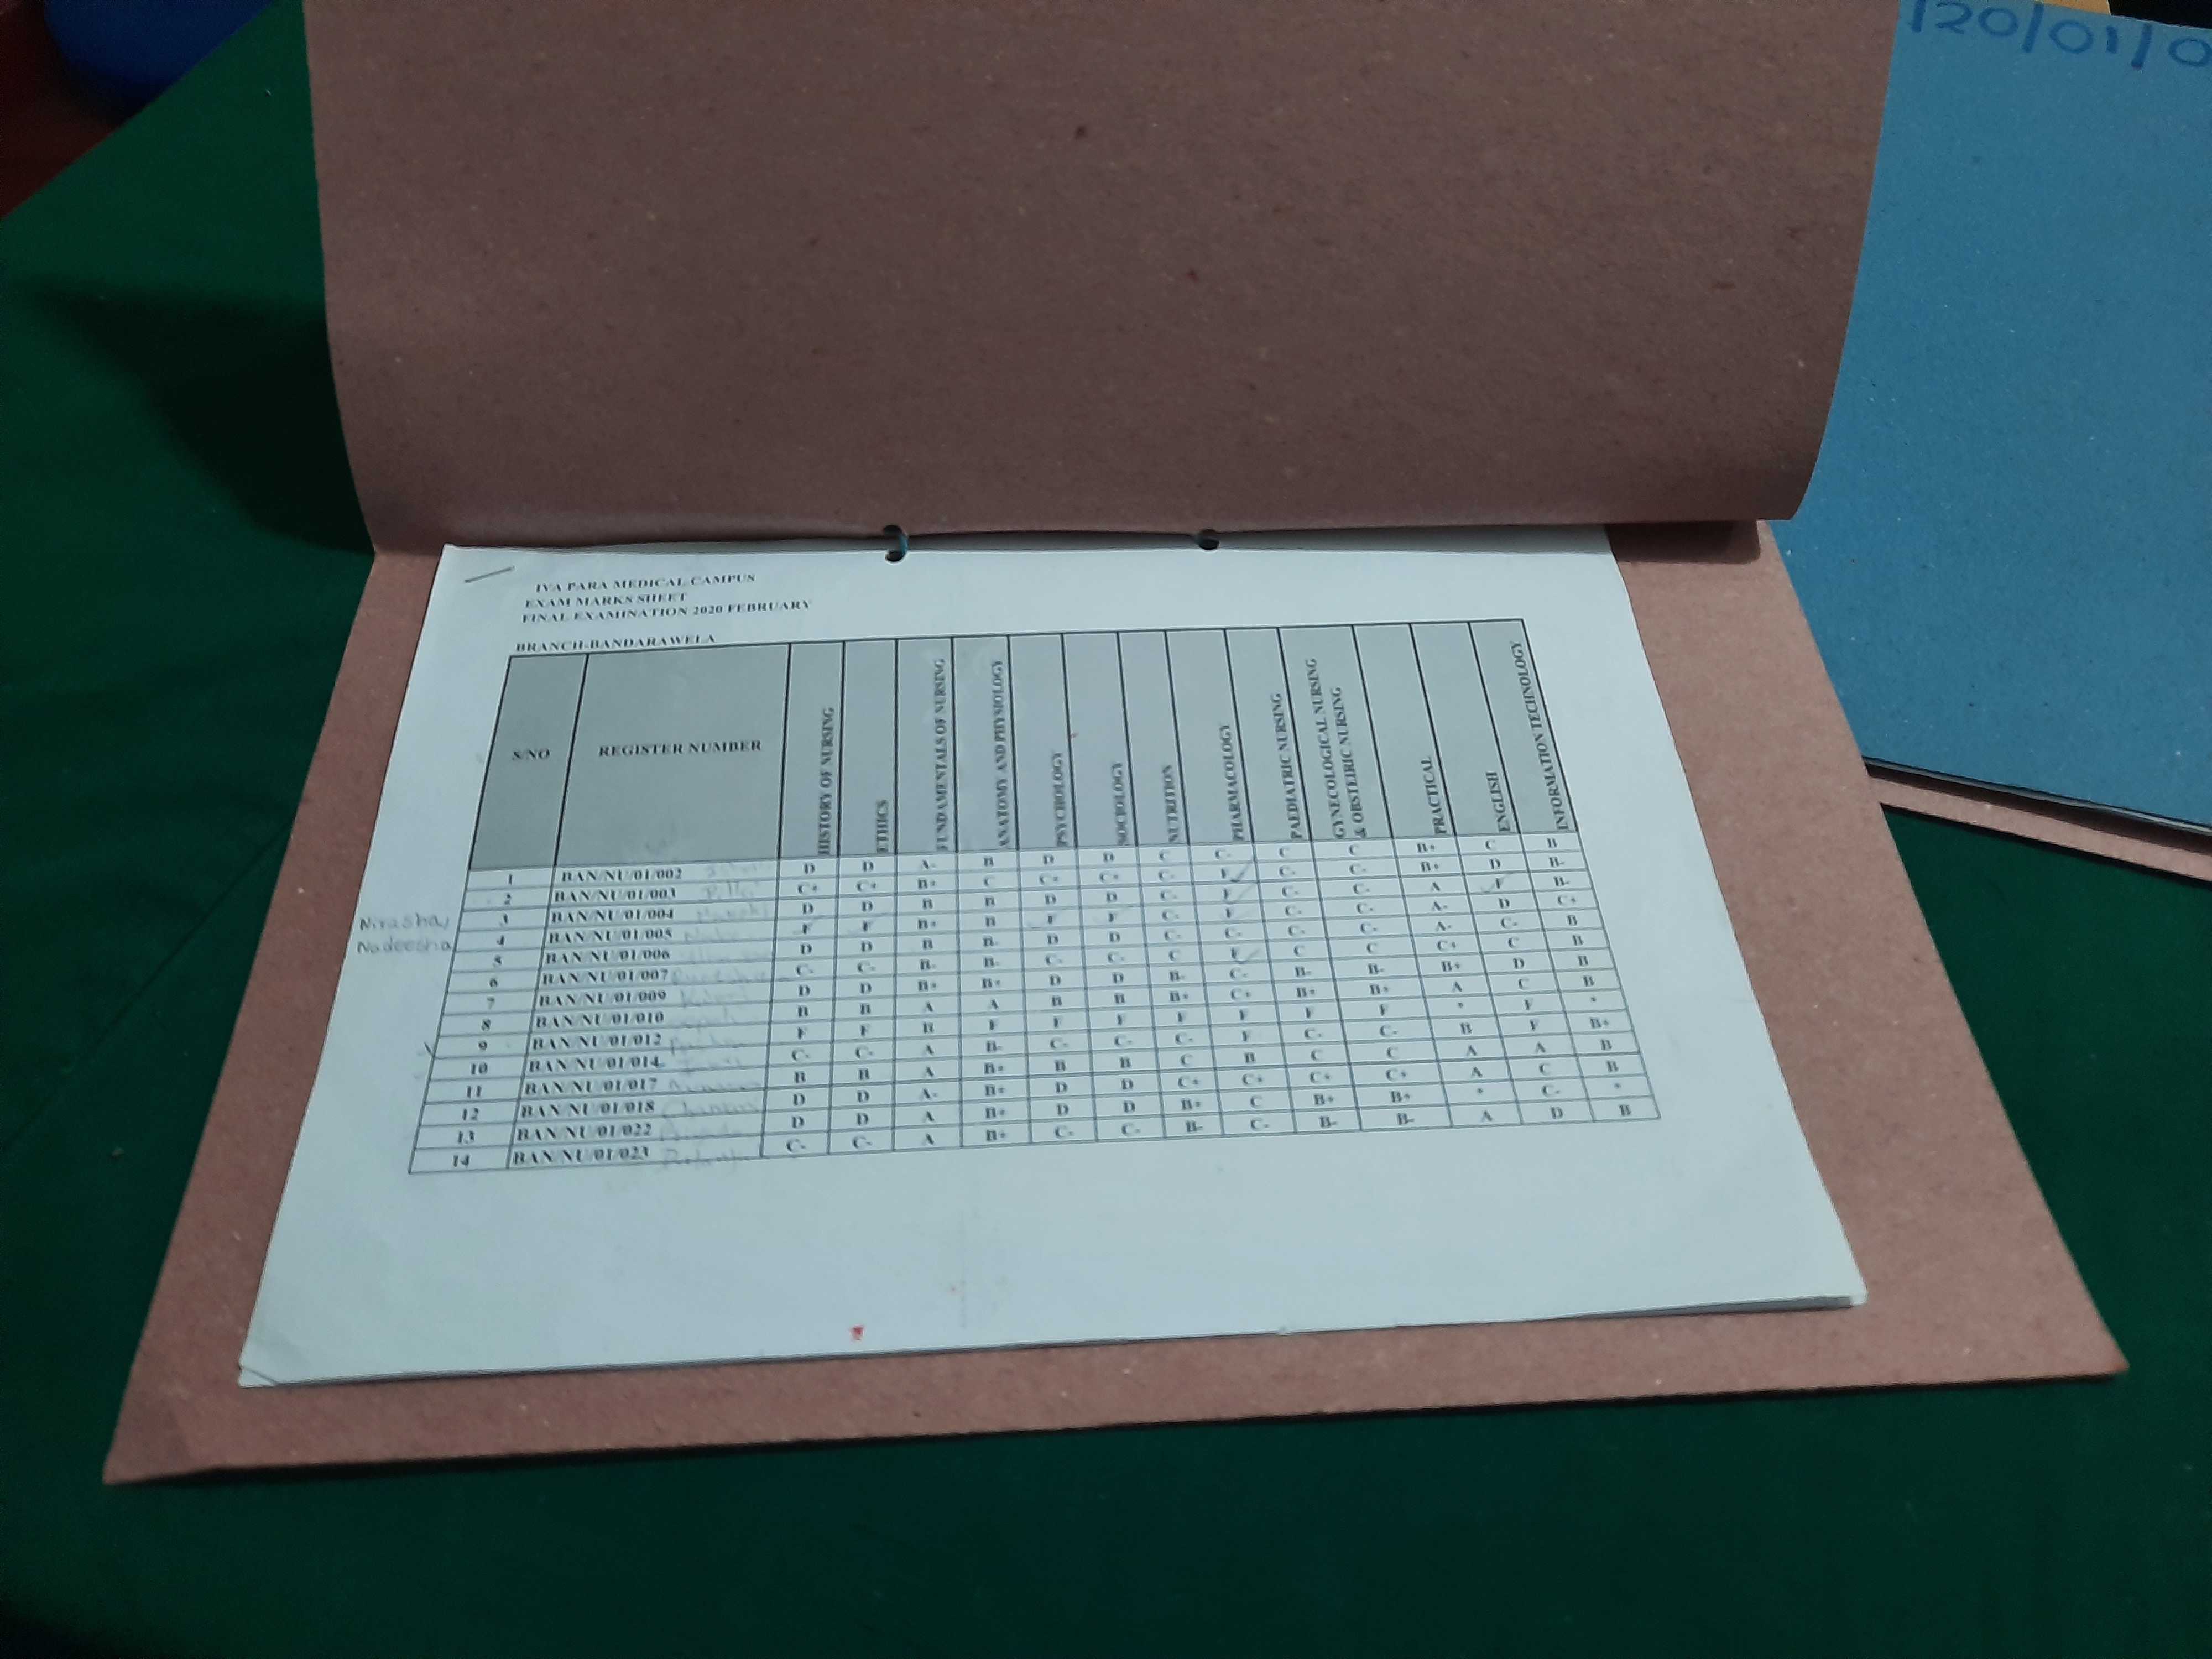 120/01/0
IVA PARA MEDICAL CAMPUS
EXAM MARKS SHEET
FINAL EXAMINATION 2020 FEBRUARY
BRANCH-BANDARAWELA
S/NO REGISTER NUMBER HISTORY OF NURSING ETHICS FUNDAMENTALS OF NURSING ANATOMY AND PHYSIOLOGY PSYCHOLOGY SOCIOLOGY NUTRITION PHARMACOLOGY PAEDIATRIC NURSING GYNECOLOGICAL NURSING & OBSTEIRIC NURSING PRACTICAL ENGLISH INFORMATION TECHNOLOGY
1 BAN/NU/01/002 D D A- B D D C C- C C B+ C B
2 BAN/NU/01/003 C+ C+ B+ C C+ C+ C- F C- C- B+ D B-
3 BAN/NU/01/004 D D B B D D C- F C- C- A F B-
Nirasha
4 BAN/NU/01/005 F F B+ B F F C- F C- C- A- D C+
Nadeesha
5 BAN/NU/01/006 D D B B- D D C- C- C- C- A- C- B
6 BAN/NU/01/007 C- C- B- B- C- C- C F C C C+ C B
7 BAN/NU/01/009 D D B+ B+ D D B- C- B- B- B+ D B
8 BAN/NU/01/010 B B A A B B B+ C+ B+ B+ A C B
9 BAN/NU/01/012 F F B F F F F F F F * F *
10 BAN/NU/01/014 C- C- A B- C- C- C- F C- C- B F B+
11 BAN/NU/01/017 B B A B+ B B C B C C A A B
12 BAN/NU/01/018 D D A- B+ D D C+ C+ C+ C+ A C B
13 BAN/NU/01/022 D D A B+ D D B+ C B+ B+ * C- *
14 BAN/NU/01/023 C- C- A B+ C- C- B- C- B- B- A D B